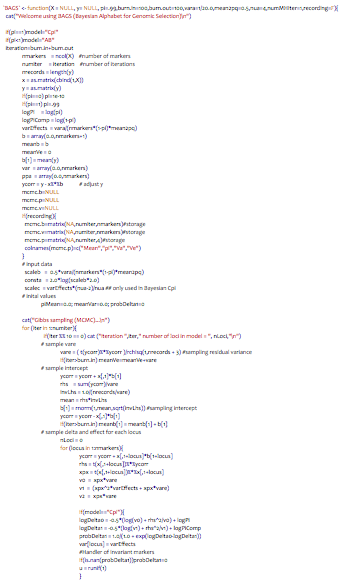 'BAGS' <- function(X = NULL, y= NULL, pi=.99,burn.in=100,burn.out=100,vara=1/20.0,mean2pq=0.5,nua=4,numMHIter=1,recording=F){
cat("Welcome using BAGS (Bayesian Alphabet for Genomic Selection)\n")
if(pi==1)model="Cpi"
if(pi<1)model="AB"
iteration=burn.in+burn.out
nmarkers = ncol(X) #number of markers
numiter = iteration #number of iterations
nrecords = length(y)
x = as.matrix(cbind(1,X))
y = as.matrix(y)
if(pi==0) pi=1e-10
if(pi==1) pi=.99
logPi = log(pi)
logPiComp = log(1-pi)
varEffects = vara/(nmarkers*(1-pi)*mean2pq)
b = array(0.0,nmarkers+1)
meanb = b
meanVe = 0
b[1] = mean(y)
var = array(0.0,nmarkers)
ppa = array(0.0,nmarkers)
ycorr = y - x%*%b # adjust y
mcmc.b=NULL
mcmc.p=NULL
mcmc.v=NULL
if(recording){
mcmc.b=matrix(NA,numiter,nmarkers)#storage
mcmc.v=matrix(NA,numiter,nmarkers)#storage
mcmc.p=matrix(NA,numiter,4)#storage
colnames(mcmc.p)=c("Mean","pi","Va","Ve")
}
# input data
scaleb = 0.5*vara/(nmarkers*(1-pi)*mean2pq)
consta = 2.0*log(scaleb*2.0)
scalec = varEffects*(nua-2)/nua ## only used in Bayesian Cpi
# inital values
piMean=0.0; meanVar=0.0; probDelta1=0
cat("Gibbs sampling (MCMC)...\n")
for (iter in 1:numiter){
if(iter %% 10 == 0) cat ("iteration ",iter," number of loci in model = ", nLoci,"\n")
# sample vare
vare = ( t(ycorr)%*%ycorr )/rchisq(1,nrecords + 3) #sampling residual variance
if(iter>burn.in) meanVe=meanVe+vare
# sample intercept
ycorr = ycorr + x[,1]*b[1]
rhs = sum(ycorr)/vare
invLhs = 1.0/(nrecords/vare)
mean = rhs*invLhs
b[1] = rnorm(1,mean,sqrt(invLhs)) #sampling intercept
ycorr = ycorr - x[,1]*b[1]
if(iter>burn.in) meanb[1] = meanb[1] + b[1]
# sample delta and effect for each locus
nLoci = 0
for (locus in 1:nmarkers){
ycorr = ycorr + x[,1+locus]*b[1+locus]
rhs = t(x[,1+locus])%*%ycorr
xpx = t(x[,1+locus])%*%x[,1+locus]
v0 = xpx*vare
v1 = (xpx^2*varEffects + xpx*vare)
v2 = xpx*vare
if(model=="Cpi"){
logDelta0 = -0.5*(log(v0) + rhs^2/v0) + logPi
logDelta1 = -0.5*(log(v1) + rhs^2/v1) + logPiComp
probDelta1 = 1.0/(1.0 + exp(logDelta0-logDelta1))
var[locus] = varEffects
#Handler of invariant markers
if(is.nan(probDelta1))probDelta1=0
u = runif(1)
}